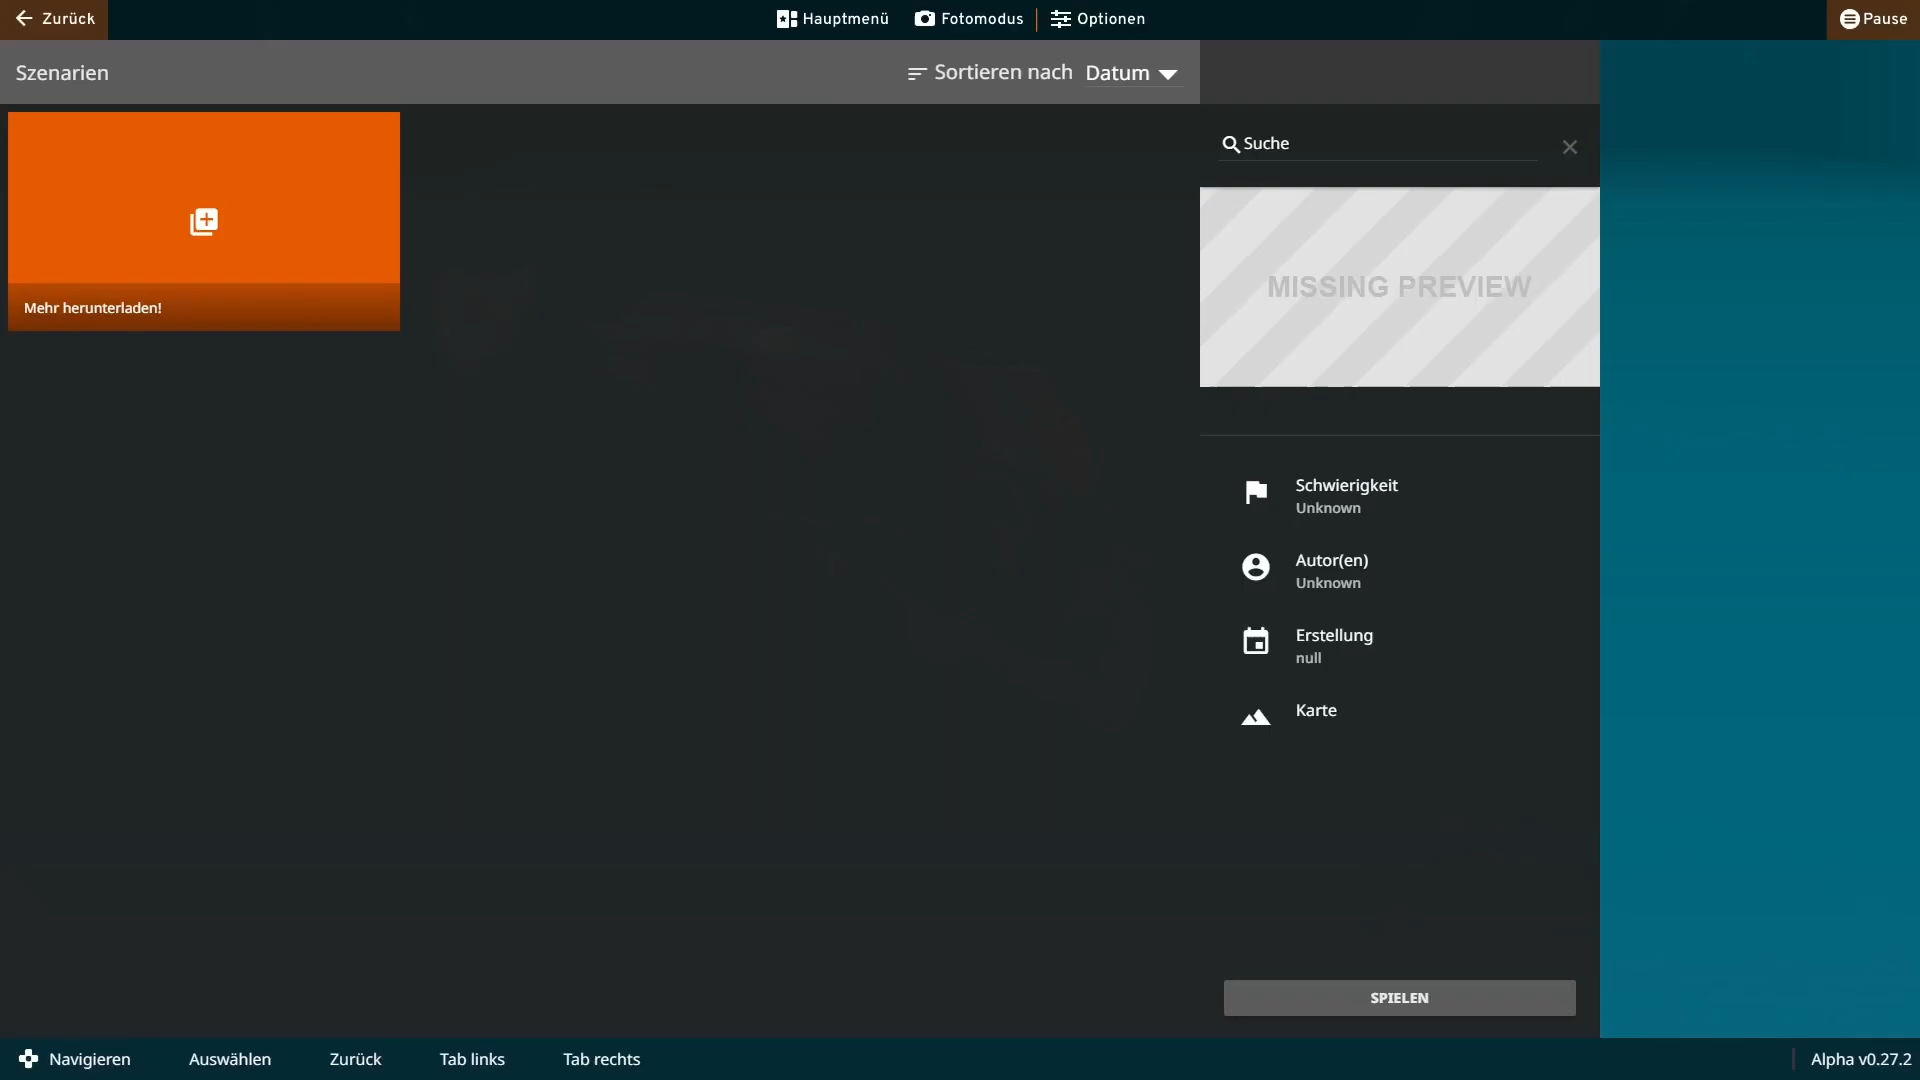 Zurück
Hauptmenü
Fotomodus
Optionen
Pause
Szenarien
Sortieren nach Datum
Mehr herunterladen!
Suche
MISSING PREVIEW
Schwierigkeit
Unknown
Autor(en)
Unknown
Erstellung
null
Karte
SPIELEN
Navigieren
Auswählen
Zurück
Tab links
Tab rechts
Alpha v0.27.2